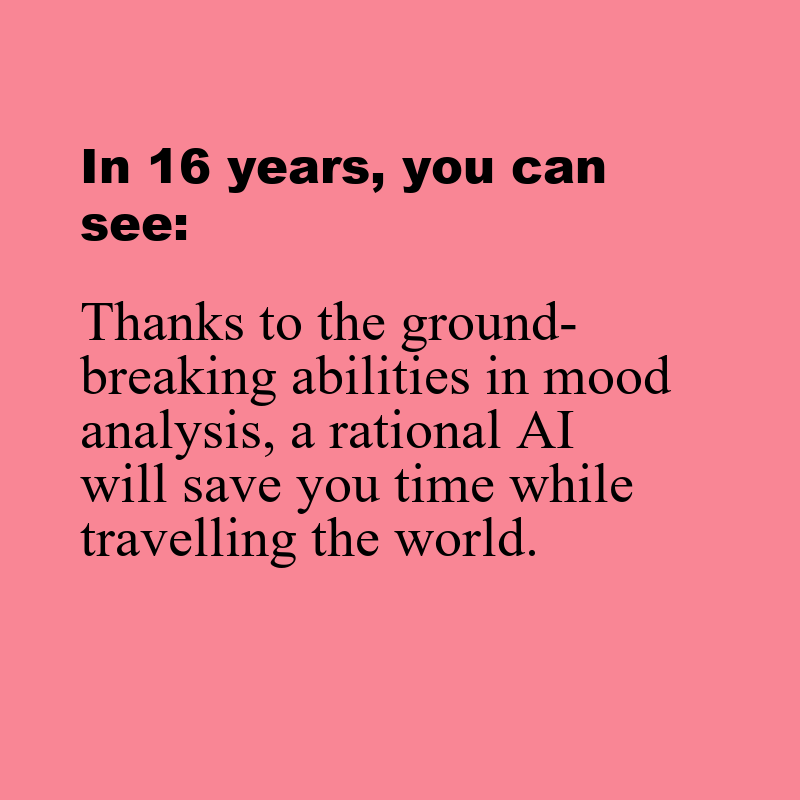 In 16 years, you can
see:
Thanks to the ground-
breaking abilities in mood
analysis, a rational AI
will save you time while
travelling the world.